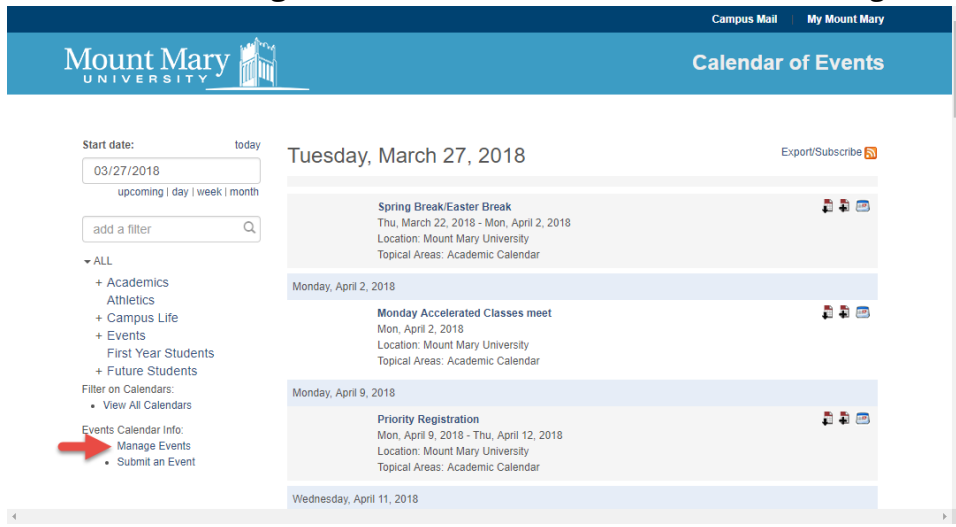 Campus Mail | My Mount Mary
Mount Mary
UNIVERSITY
Calendar of Events
Start date: today
03/27/2018
upcoming | day | week | month
add a filter
ALL
+ Academics
Athletics
+ Campus Life
+ Events
First Year Students
+ Future Students
Filter on Calendars:
• View All Calendars
Events Calendar Info:
Manage Events
• Submit an Event
Tuesday, March 27, 2018
Export/Subscribe
Spring Break/Easter Break
Thu, March 22, 2018 - Mon, April 2, 2018
Location: Mount Mary University
Topical Areas: Academic Calendar
Monday, April 2, 2018
Monday Accelerated Classes meet
Mon, April 2, 2018
Location: Mount Mary University
Topical Areas: Academic Calendar
Monday, April 9, 2018
Priority Registration
Mon, April 9, 2018 - Thu, April 12, 2018
Location: Mount Mary University
Topical Areas: Academic Calendar
Wednesday, April 11, 2018